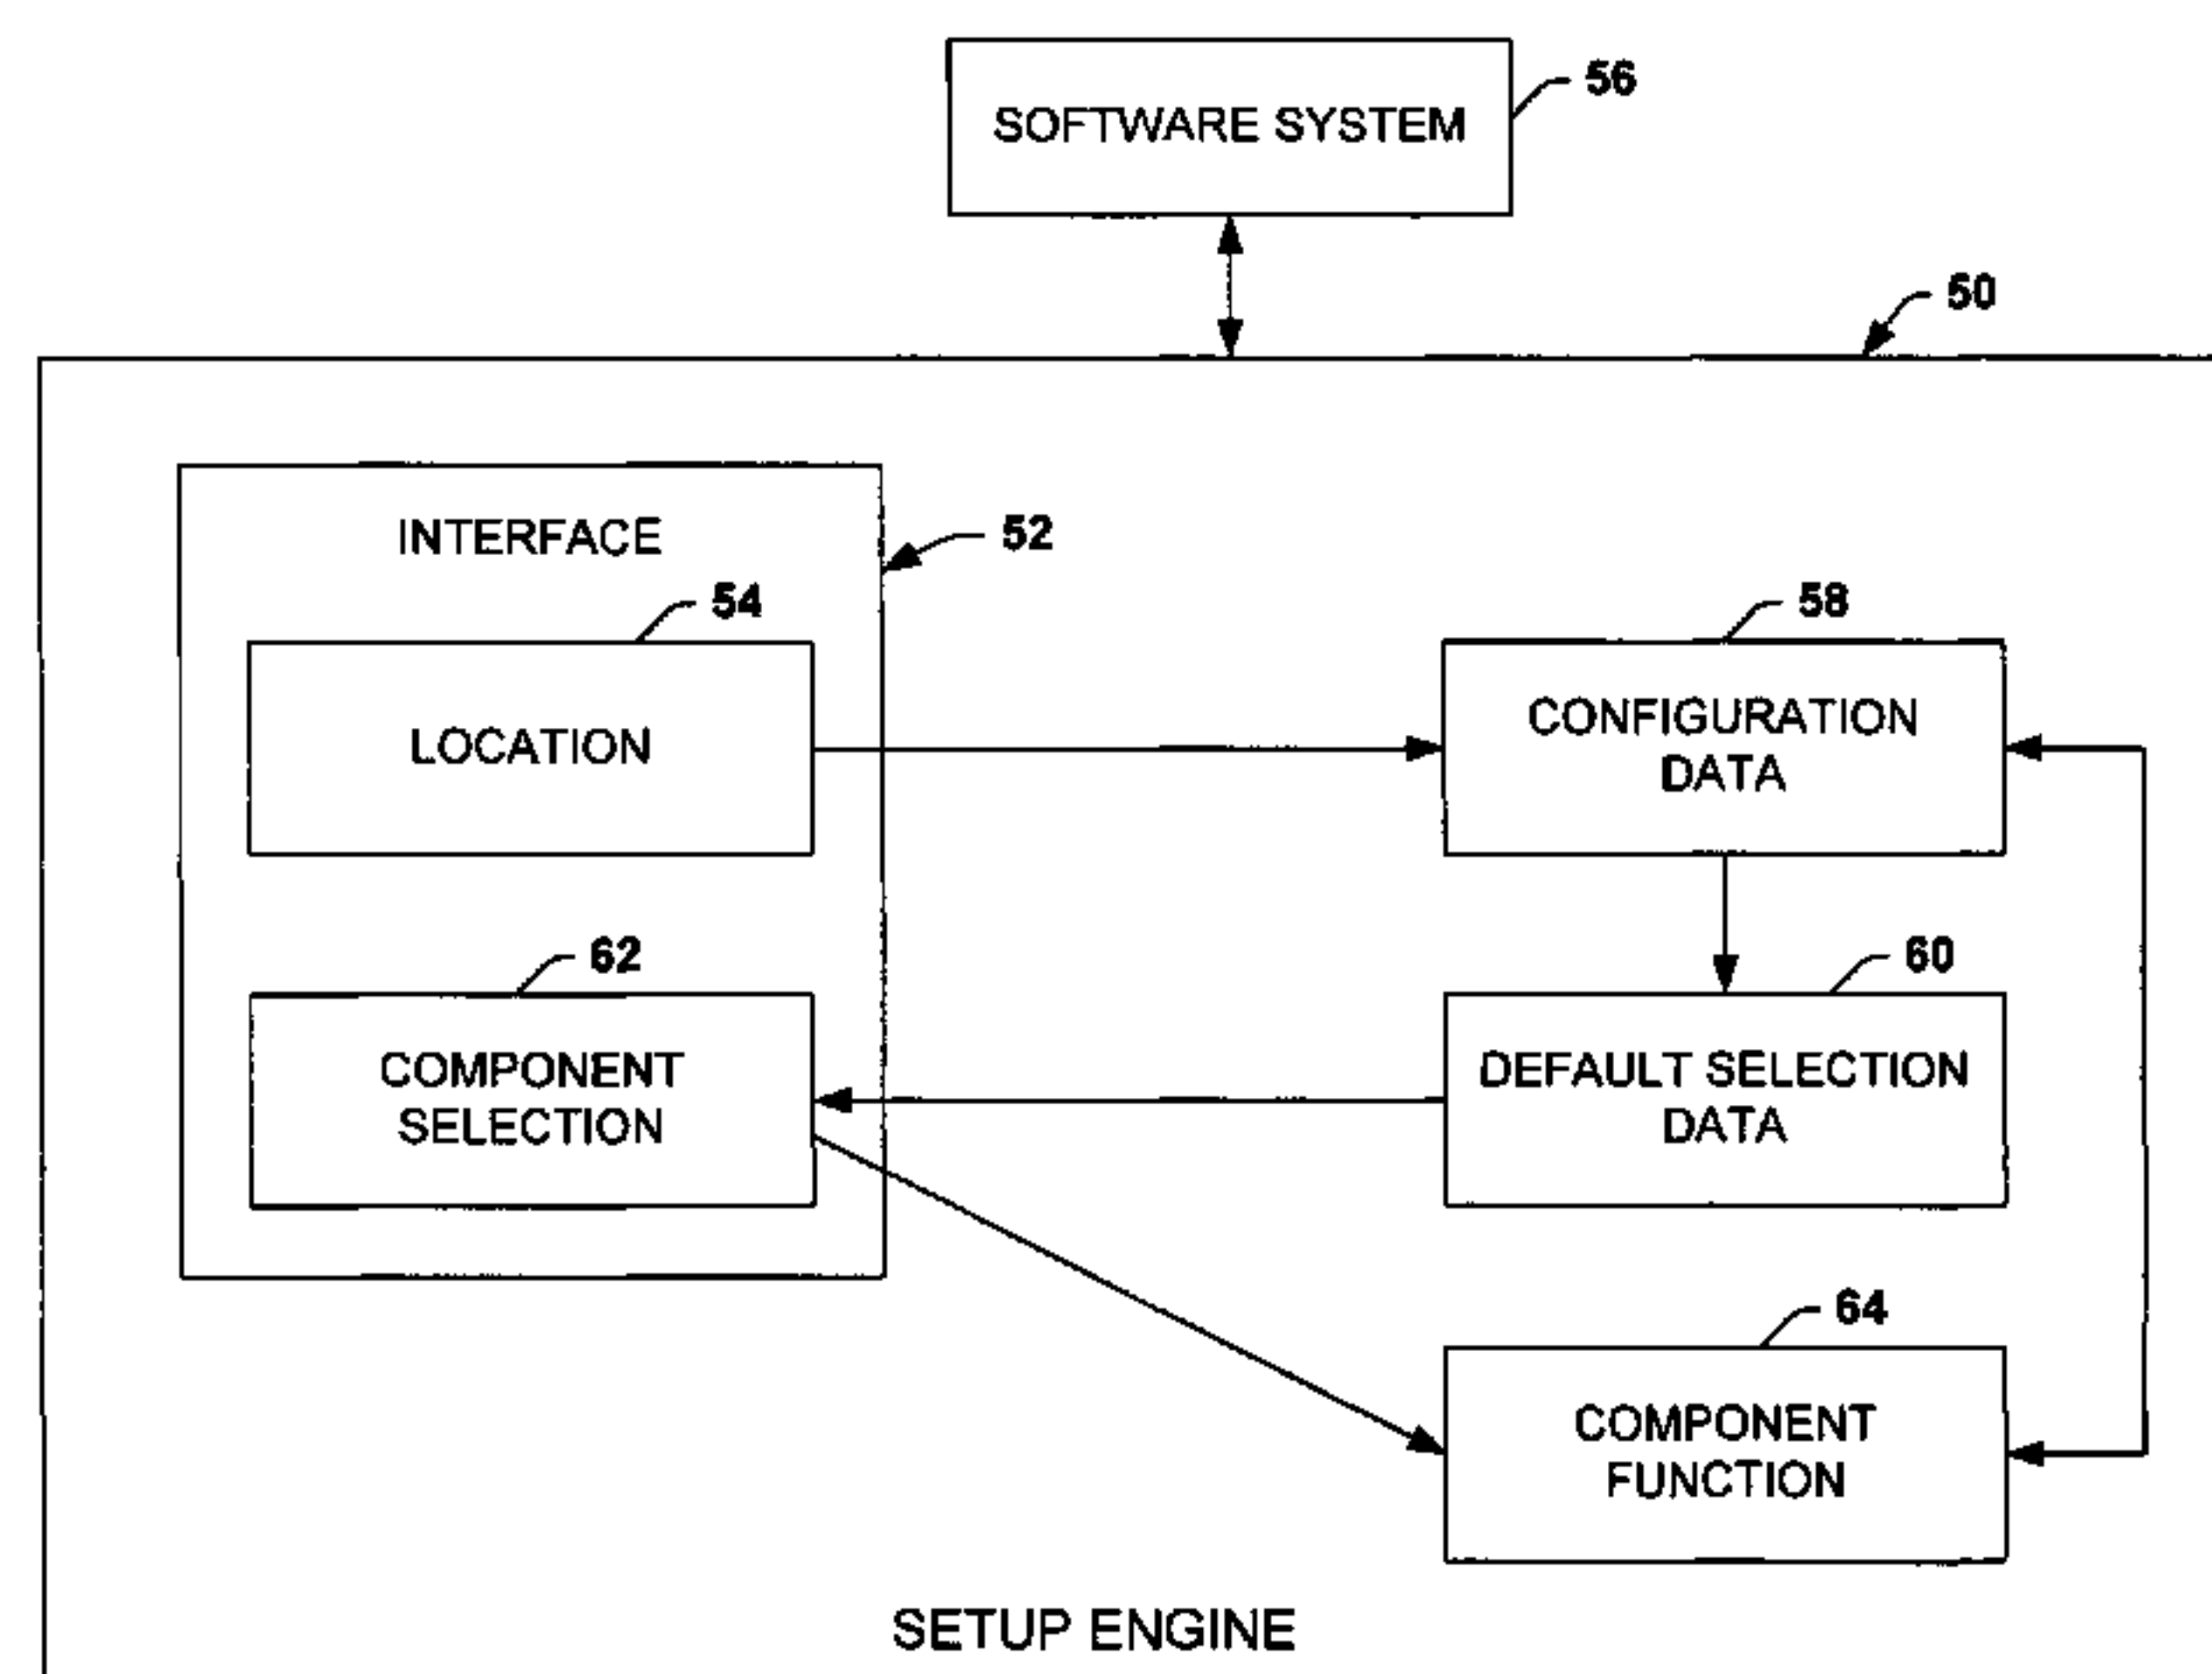 SOFTWARE SYSTEM
56
50
INTERFACE
52
54
58
LOCATION
CONFIGURATION
DATA
62
60
COMPONENT
SELECTION
DEFAULT SELECTION
DATA
64
COMPONENT
FUNCTION
SETUP ENGINE